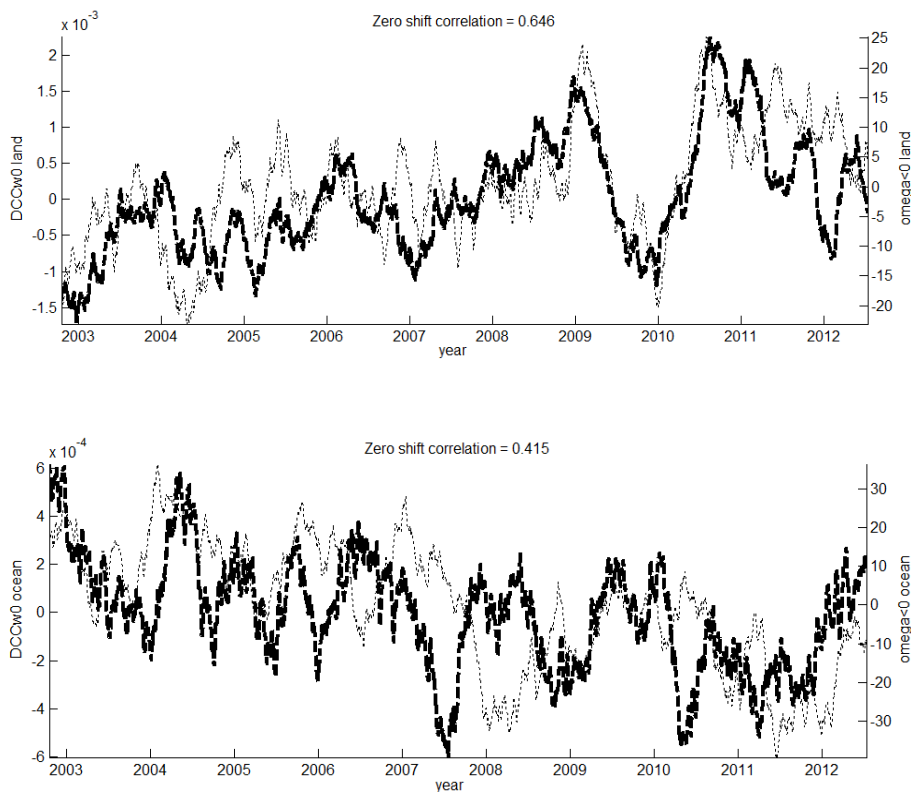 Zero shift correlation = 0.646
x 10^-3
2
1.5
1
0.5
0
-0.5
-1
-1.5
DCCw0 land
25
20
15
10
5
0
-5
-10
-15
-20
omega<0 land
2003 2004 2005 2006 2007 2008 2009 2010 2011 2012
year
Zero shift correlation = 0.415
x 10^-4
6
4
2
0
-2
-4
-6
DCCw0 ocean
30
20
10
0
-10
-20
-30
omega<0 ocean
2003 2004 2005 2006 2007 2008 2009 2010 2011 2012
year